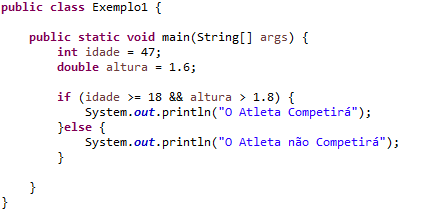 public class Exemplo1 {
public static void main(String[] args) {
int idade = 47;
double altura = 1.6;
if (idade >= 18 && altura > 1.8) {
System.out.println("O Atleta Competirá");
}else {
System.out.println("O Atleta não Competirá");
}
}
}